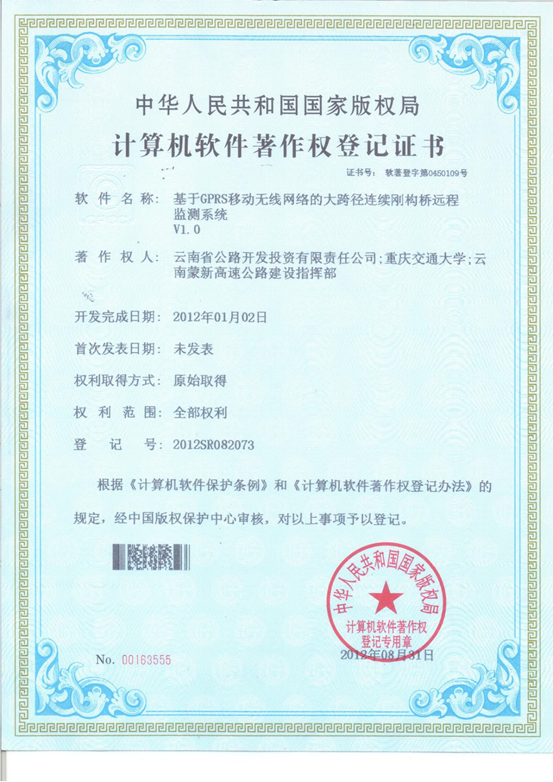 中华人民共和国国家版权局
计算机软件著作权登记证书
证书号： 软著登字第0450109号
软件名称： 基于GPRS移动无线网络的大跨径连续刚构桥远程
监测系统
V1.0
著作权人： 云南省公路开发投资有限责任公司;重庆交通大学;云
南蒙新高速公路建设指挥部
开发完成日期： 2012年01月02日
首次发表日期： 未发表
权利取得方式： 原始取得
权利范围： 全部权利
登记号： 2012SR082073
根据《计算机软件保护条例》和《计算机软件著作权登记办法》的
规定，经中国版权保护中心审核，对以上事项予以登记。
中华人民共和国国家版权局
计算机软件著作权
登记专用章
2012年08月31日
No. 00163555